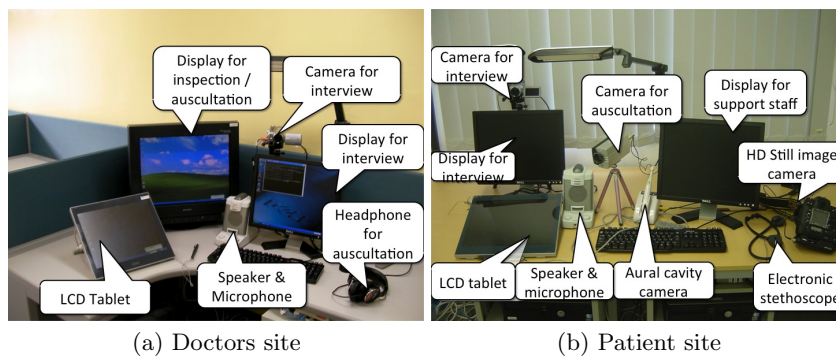 Display for
inspection /
auscultation
Camera for
interview
Display for
interview
Headphone
for
auscultation
Speaker &
Microphone
LCD Tablet
(a) Doctors site
Camera for
interview
Camera for
auscultation
Display for
support staff
Display for
interview
HD Still image
camera
LCD tablet
Speaker &
microphone
Aural cavity
camera
Electronic
stethoscope
DELL
(b) Patient site